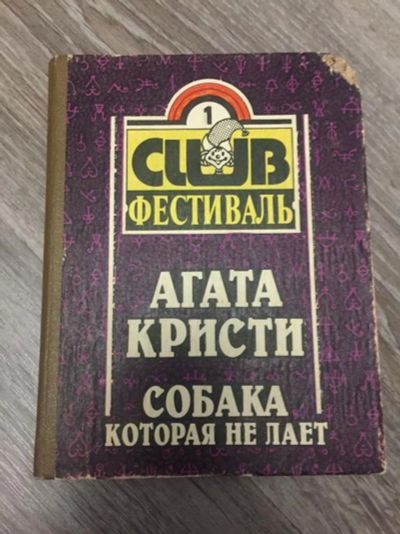 1
CLUB
ФЕСТИВАЛЬ
АГАТА
КРИСТИ
СОБАКА
КОТОРАЯ НЕ ЛАЕТ